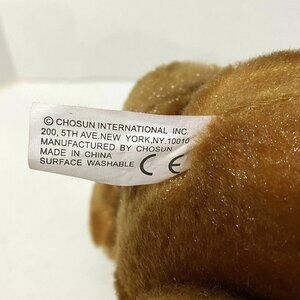 © CHOSUN INTERNATIONAL INC.
200, 5TH AVE. NEW YORK, NY. 10010
MANUFACTURED BY CHOSUN
MADE IN CHINA
SURFACE WASHABLE CE